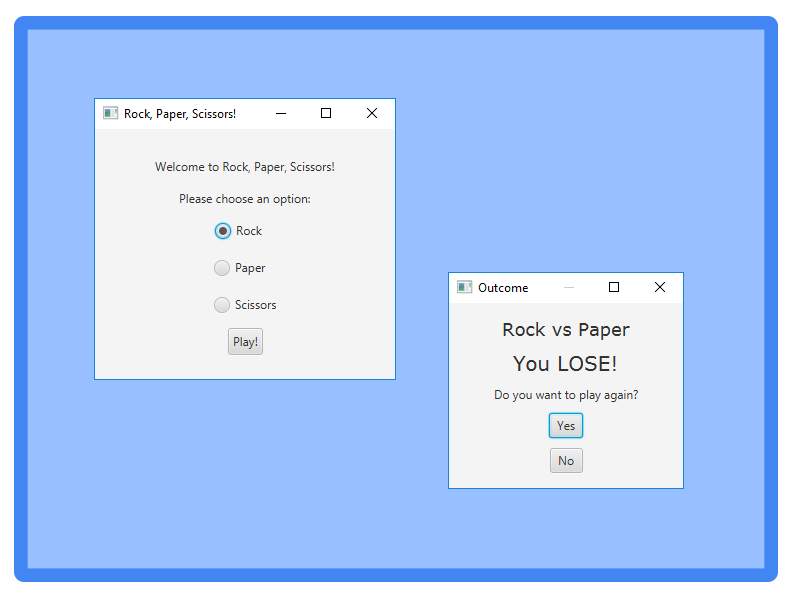 Rock, Paper, Scissors!
Welcome to Rock, Paper, Scissors!
Please choose an option:
Rock
Paper
Scissors
Play!
Outcome
Rock vs Paper
You LOSE!
Do you want to play again?
Yes
No